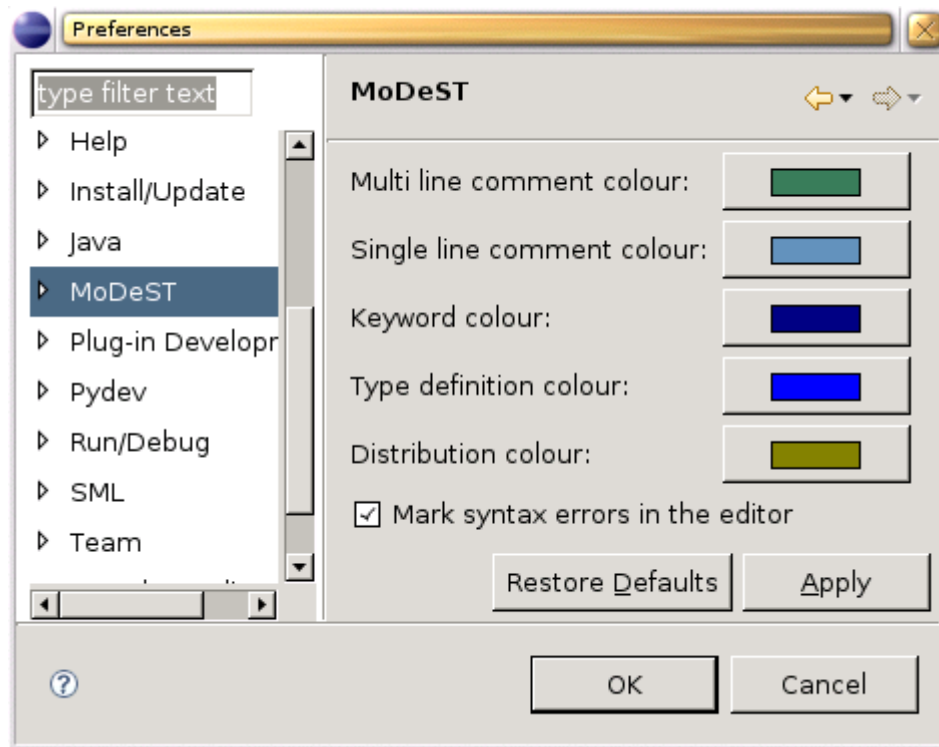 Preferences
type filter text
Help
Install/Update
Java
MoDeST
Plug-in Developr
Pydev
Run/Debug
SML
Team
MoDeST
Multi line comment colour:
Single line comment colour:
Keyword colour:
Type definition colour:
Distribution colour:
Mark syntax errors in the editor
Restore Defaults Apply
OK Cancel